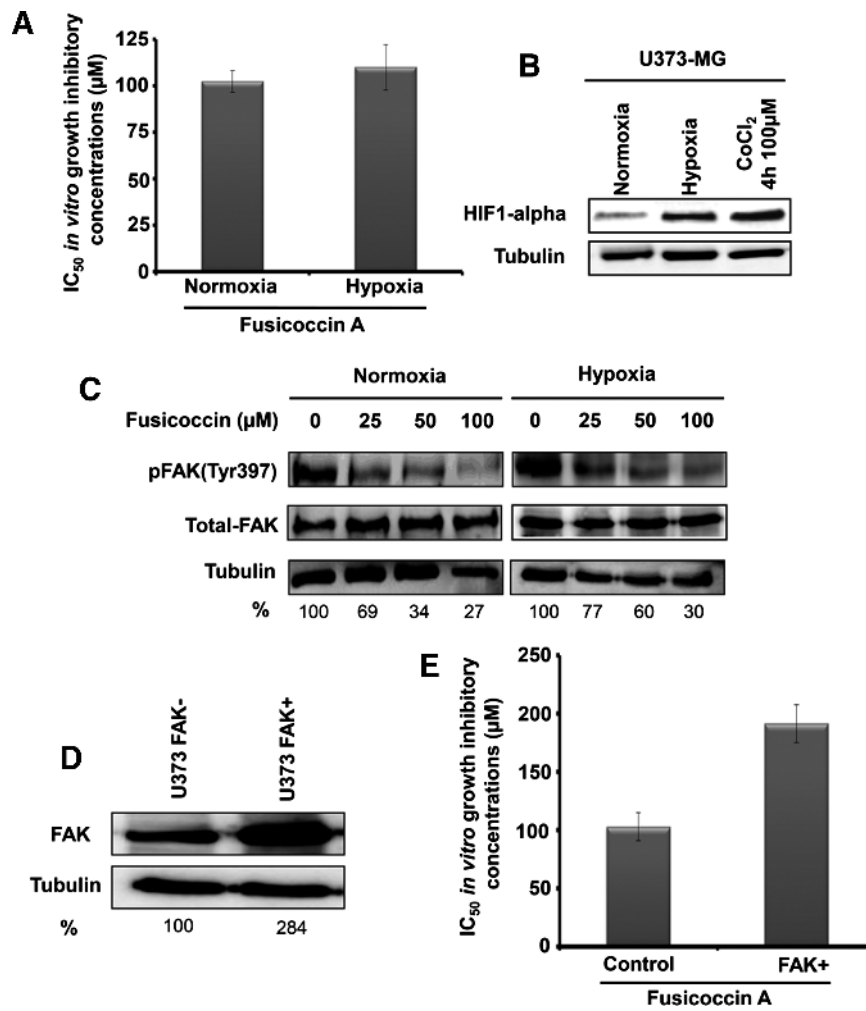 A
IC50 in vitro growth inhibitory
concentrations (µM)
125
100
75
50
25
0
Normoxia Hypoxia
Fusicoccin A
B
U373-MG
Normoxia
Hypoxia
CoCl2
4h 100µM
HIF1-alpha
Tubulin
C
Normoxia Hypoxia
Fusicoccin (µM) 0 25 50 100 0 25 50 100
pFAK(Tyr397)
Total-FAK
Tubulin
% 100 69 34 27 100 77 60 30
D
U373 FAK-
U373 FAK+
FAK
Tubulin
% 100 284
E
IC50 in vitro growth inhibitory
concentrations (µM)
250
200
150
100
50
0
Control FAK+
Fusicoccin A